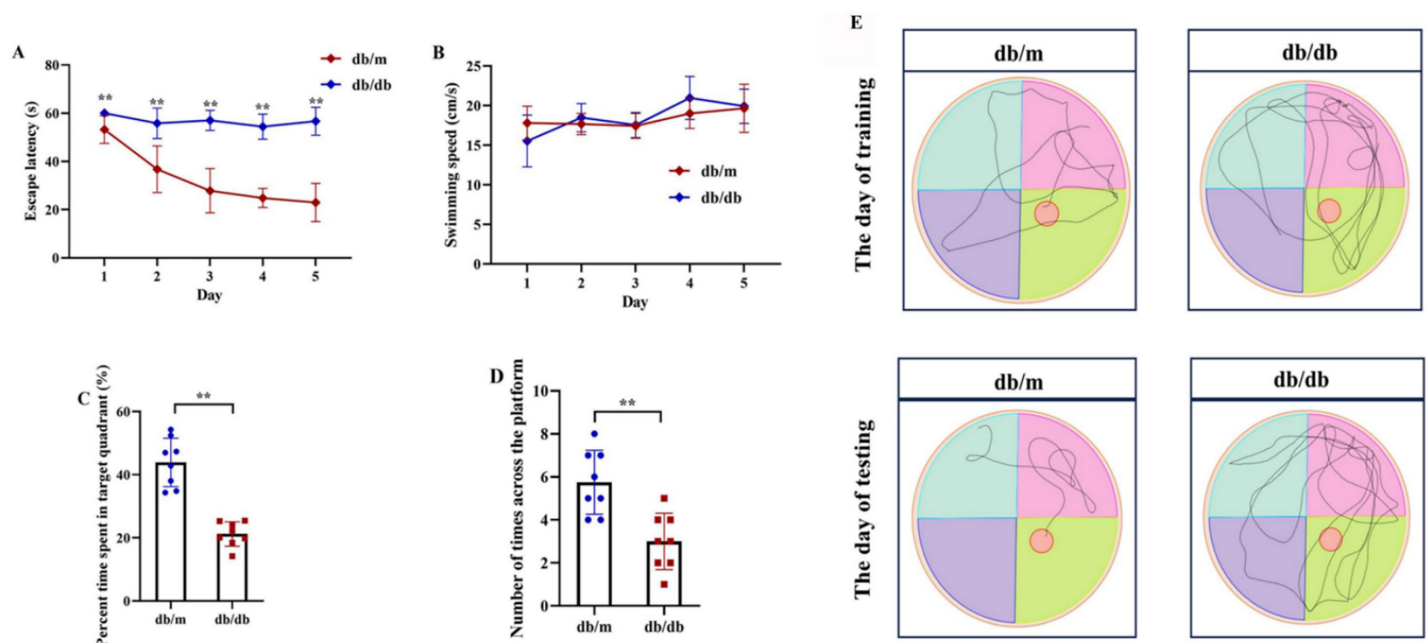 A
db/m
db/db
Escape latency (s)
80
60
40
20
0
** ** ** ** **
1 2 3 4 5
Day
B
Swimming speed (cm/s)
25
20
15
10
5
0
db/m
db/db
1 2 3 4 5
Day
C
Percent time spent in target quadrant (%)
60
40
20
0
**
db/m db/db
D
Number of times across the platform
10
8
6
4
2
0
**
db/m db/db
E
The day of training
db/m db/db
The day of testing
db/m db/db